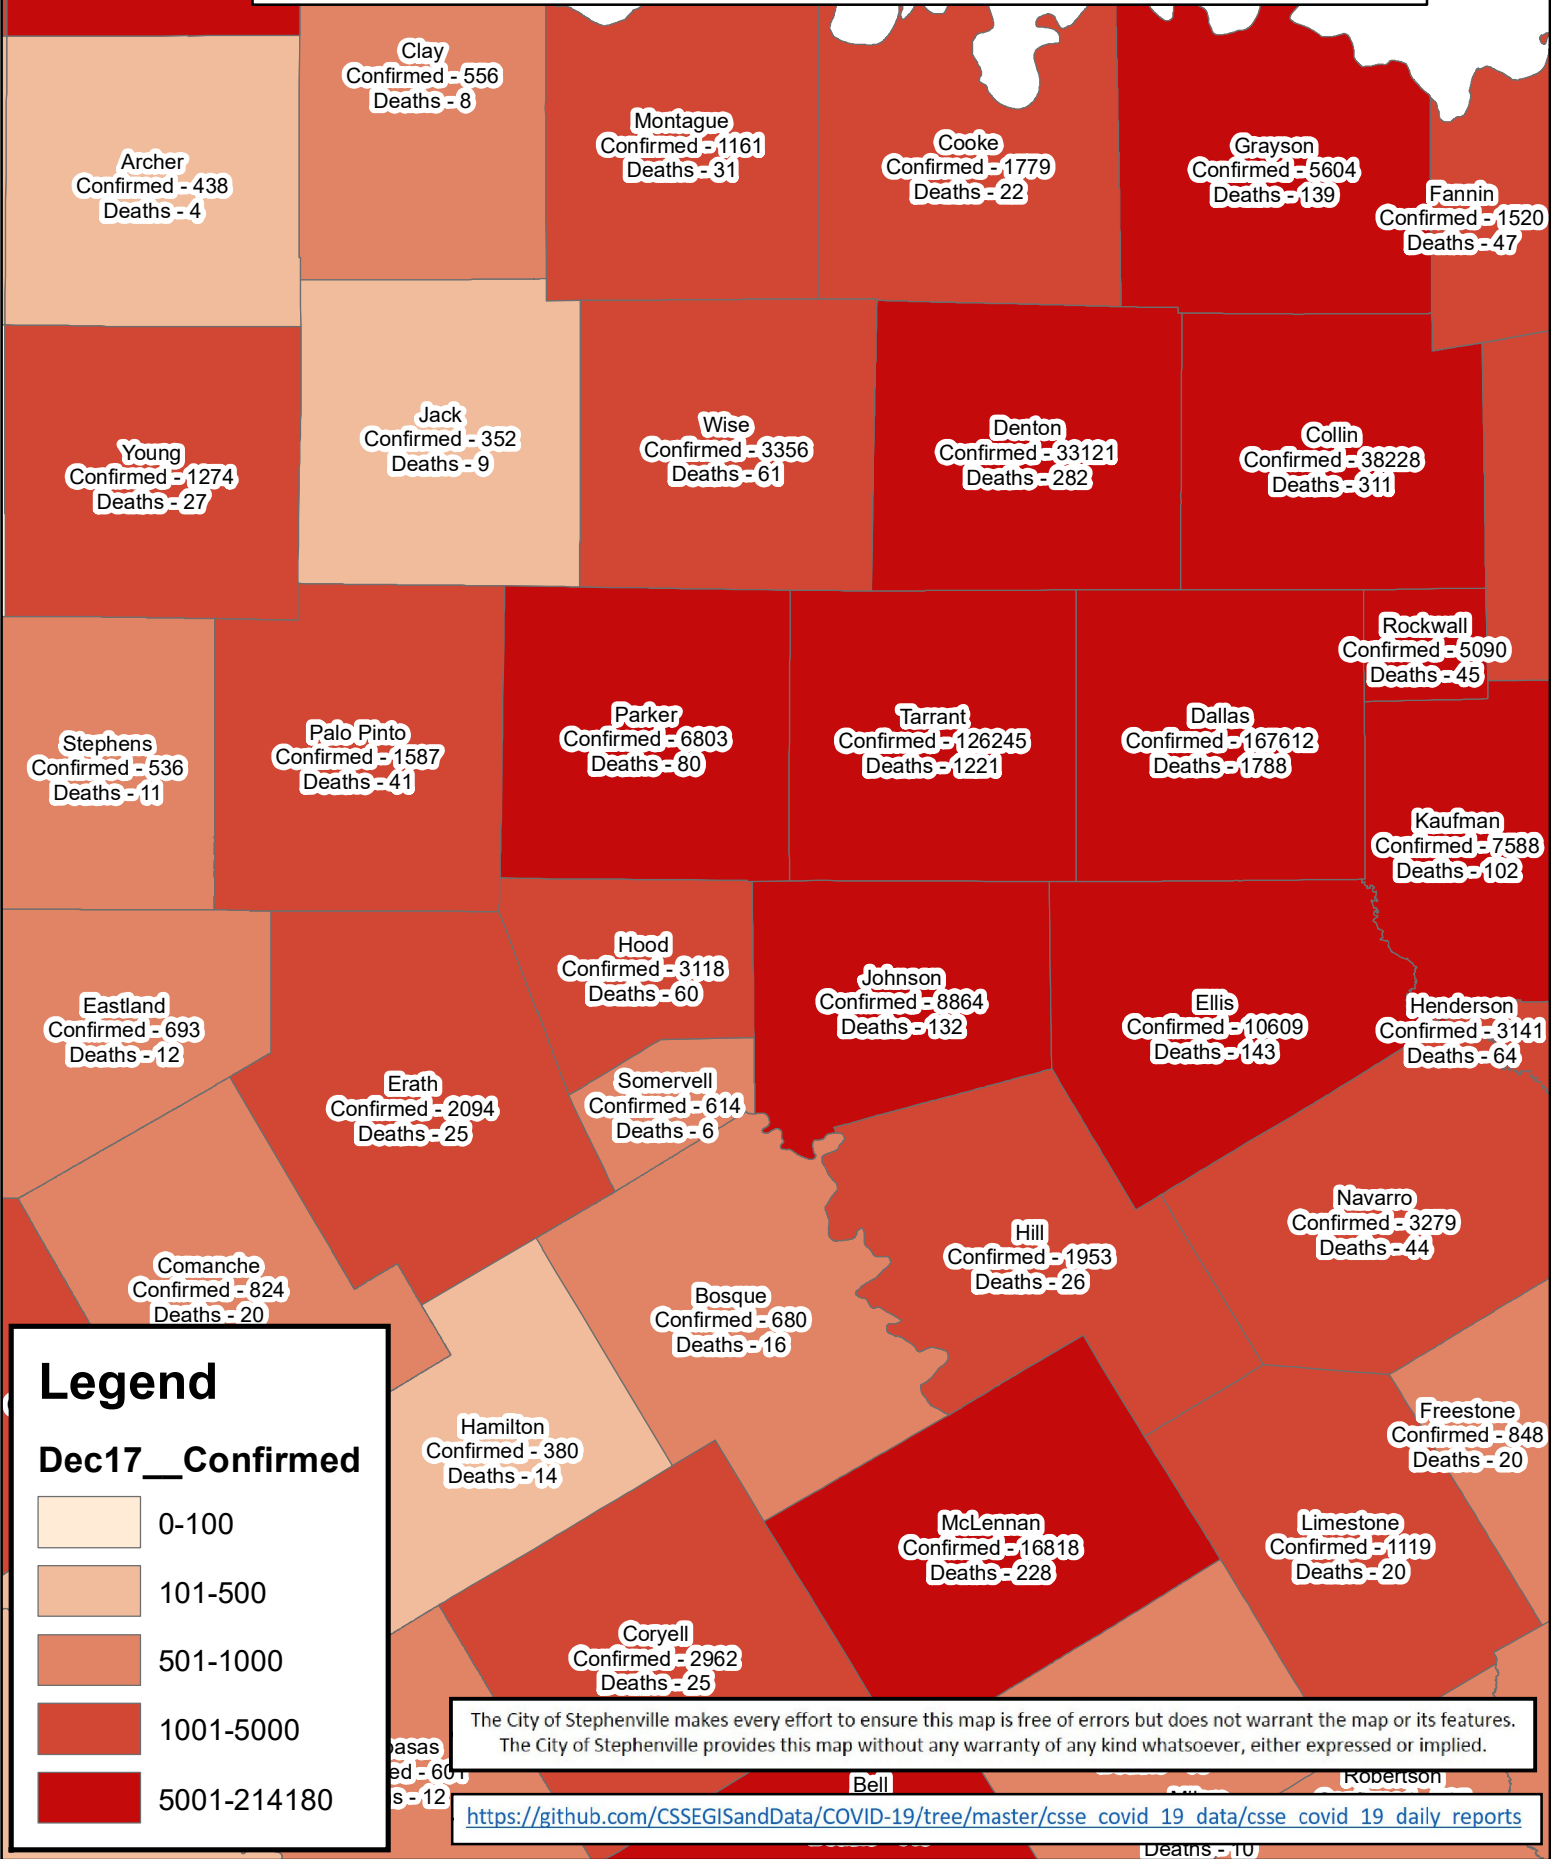 Clay
Confirmed - 556
Deaths - 8
Montague
Confirmed - 1161
Deaths - 31
Cooke
Confirmed - 1779
Deaths - 22
Grayson
Confirmed - 5604
Deaths - 139
Archer
Confirmed - 438
Deaths - 4
Fannin
Confirmed - 1520
Deaths - 47
Young
Confirmed - 1274
Deaths - 27
Jack
Confirmed - 352
Deaths - 9
Wise
Confirmed - 3356
Deaths - 61
Denton
Confirmed - 33121
Deaths - 282
Collin
Confirmed - 38228
Deaths - 311
Rockwall
Confirmed - 5090
Deaths - 45
Stephens
Confirmed - 536
Deaths - 11
Palo Pinto
Confirmed - 1587
Deaths - 41
Parker
Confirmed - 6803
Deaths - 80
Tarrant
Confirmed - 126245
Deaths - 1221
Dallas
Confirmed - 167612
Deaths - 1788
Kaufman
Confirmed - 7588
Deaths - 102
Eastland
Confirmed - 693
Deaths - 12
Hood
Confirmed - 3118
Deaths - 60
Johnson
Confirmed - 8864
Deaths - 132
Ellis
Confirmed - 10609
Deaths - 143
Henderson
Confirmed - 3141
Deaths - 64
Erath
Confirmed - 2094
Deaths - 25
Somervell
Confirmed - 614
Deaths - 6
Comanche
Confirmed - 824
Deaths - 20
Bosque
Confirmed - 680
Deaths - 16
Hill
Confirmed - 1953
Deaths - 26
Navarro
Confirmed - 3279
Deaths - 44
Hamilton
Confirmed - 380
Deaths - 14
Freestone
Confirmed - 848
Deaths - 20
McLennan
Confirmed - 16818
Deaths - 228
Limestone
Confirmed - 1119
Deaths - 20
Coryell
Confirmed - 2962
Deaths - 25
Legend
Dec17__Confirmed
0-100
101-500
501-1000
1001-5000
5001-214180
asas
ed - 601
s - 12
The City of Stephenville makes every effort to ensure this map is free of errors but does not warrant the map or its features.
The City of Stephenville provides this map without any warranty of any kind whatsoever, either expressed or implied.
Bell
Robertson
https://github.com/CSSEGISandData/COVID-19/tree/master/csse_covid_19_data/csse_covid_19_daily_reports
Deaths - 10